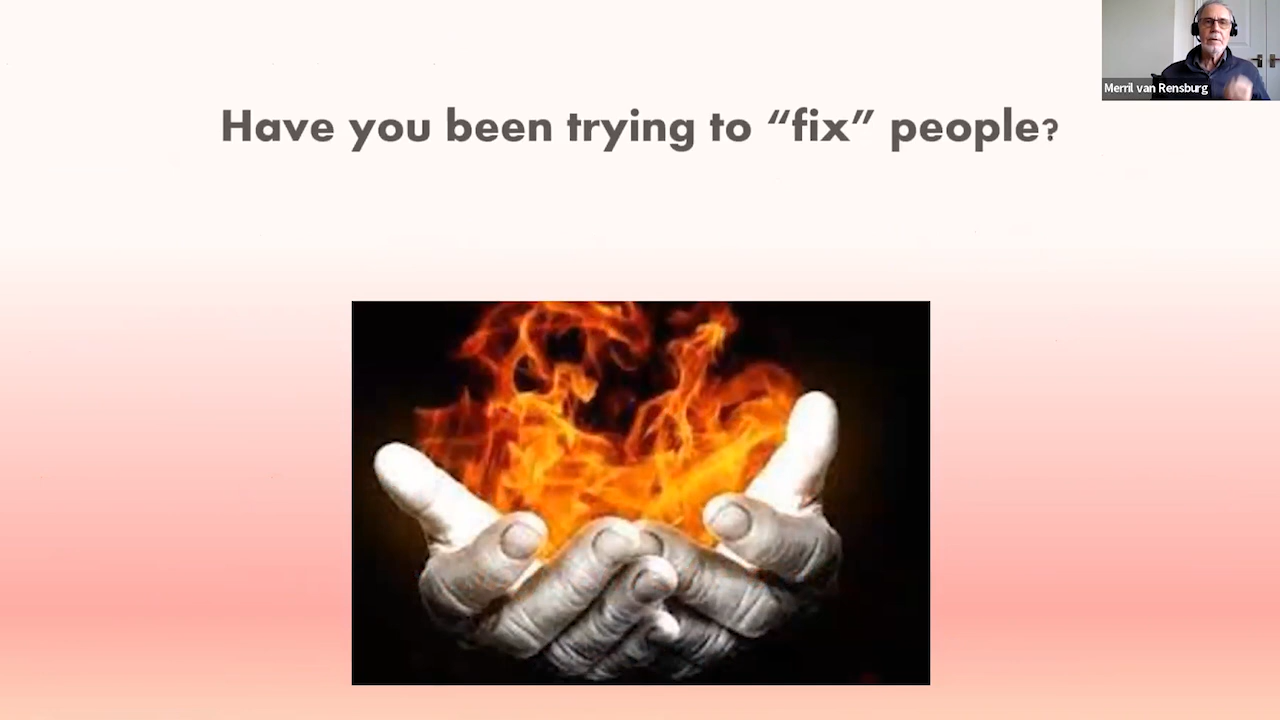 Merril van Rensburg
Have you been trying to “fix” people?